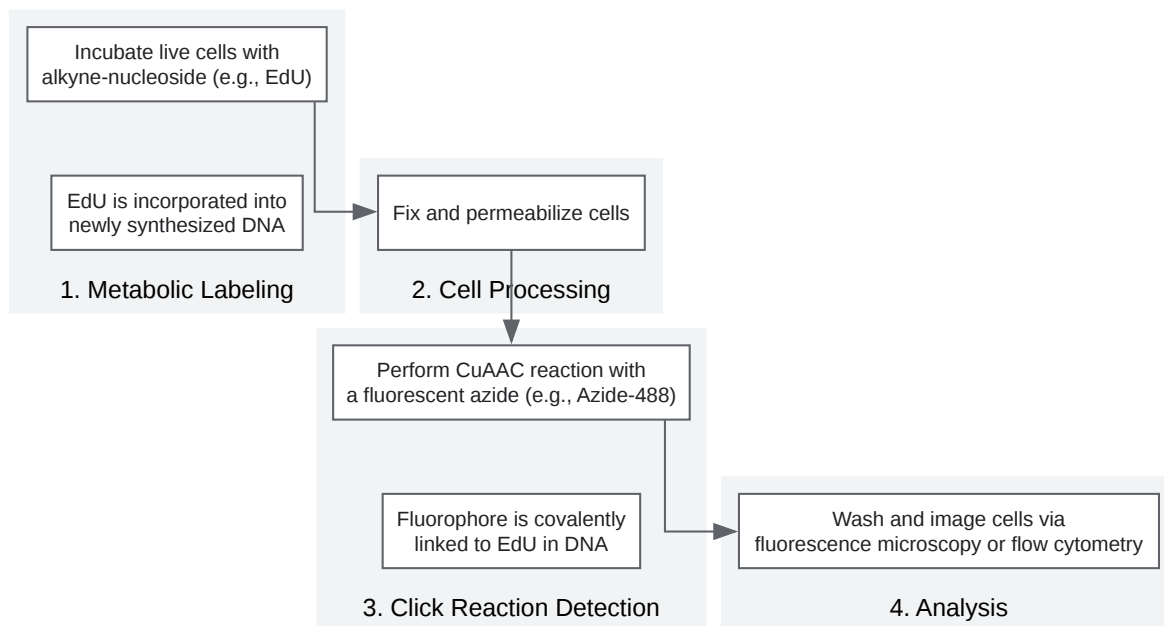 Incubate live cells with
alkyne-nucleoside (e.g., EdU)
EdU is incorporated into
newly synthesized DNA
1. Metabolic Labeling
Fix and permeabilize cells
2. Cell Processing
Perform CuAAC reaction with
a fluorescent azide (e.g., Azide-488)
Fluorophore is covalently
linked to EdU in DNA
3. Click Reaction Detection
Wash and image cells via
fluorescence microscopy or flow cytometry
4. Analysis